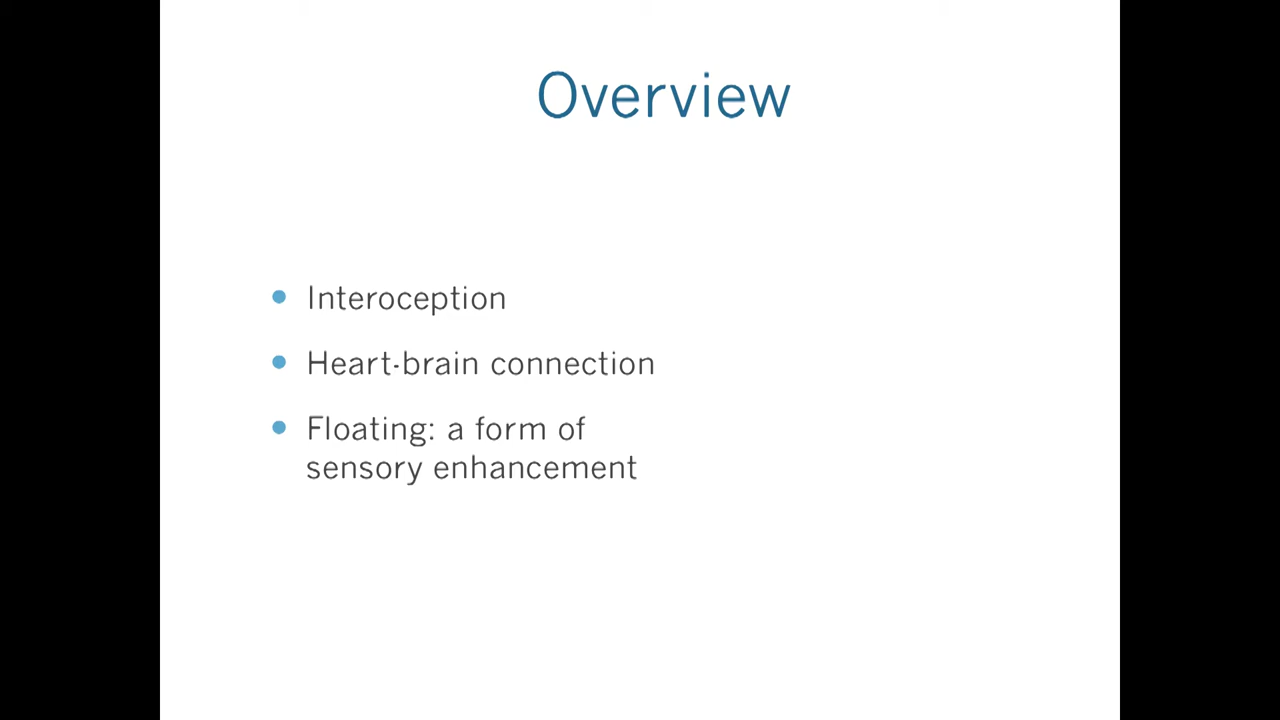 Overview
Interoception
Heart-brain connection
Floating: a form of
sensory enhancement